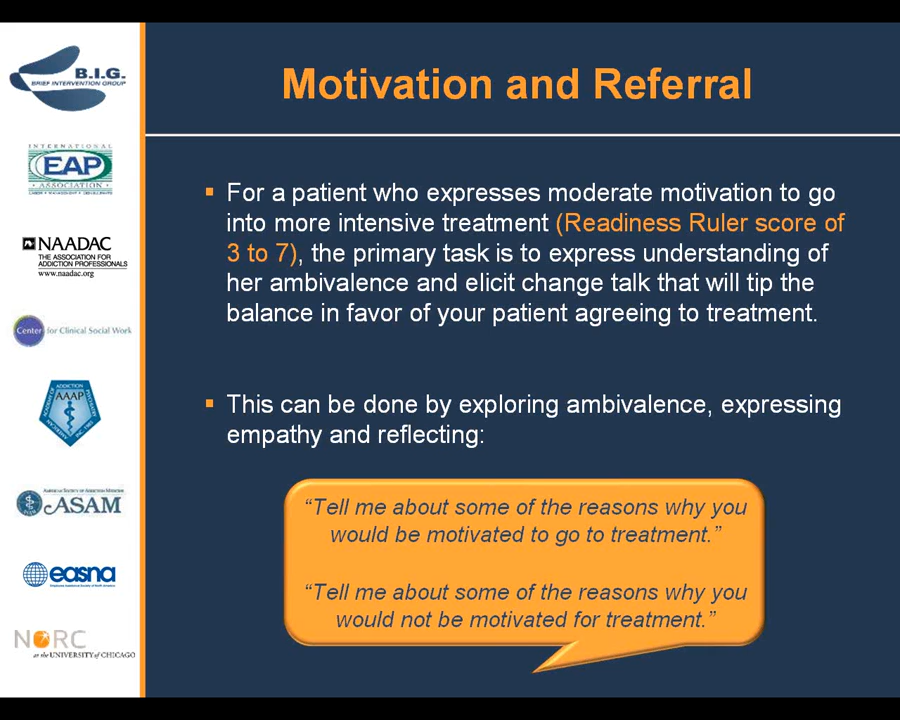 B.I.G.
BRIEF INTERVENTION GROUP
INTERNATIONAL
EAP
ASSOCIATION
NAADAC
THE ASSOCIATION FOR
ADDICTION PROFESSIONALS
www.naadac.org
Center for Clinical Social Work
AAAP
AMERICAN SOCIETY OF ADDICTION MEDICINE
ASAM
easna
NORC
at the UNIVERSITY of CHICAGO
Motivation and Referral
▪ For a patient who expresses moderate motivation to go
into more intensive treatment (Readiness Ruler score of
3 to 7), the primary task is to express understanding of
her ambivalence and elicit change talk that will tip the
balance in favor of your patient agreeing to treatment.
▪ This can be done by exploring ambivalence, expressing
empathy and reflecting:
“Tell me about some of the reasons why you
would be motivated to go to treatment.”
“Tell me about some of the reasons why you
would not be motivated for treatment.”